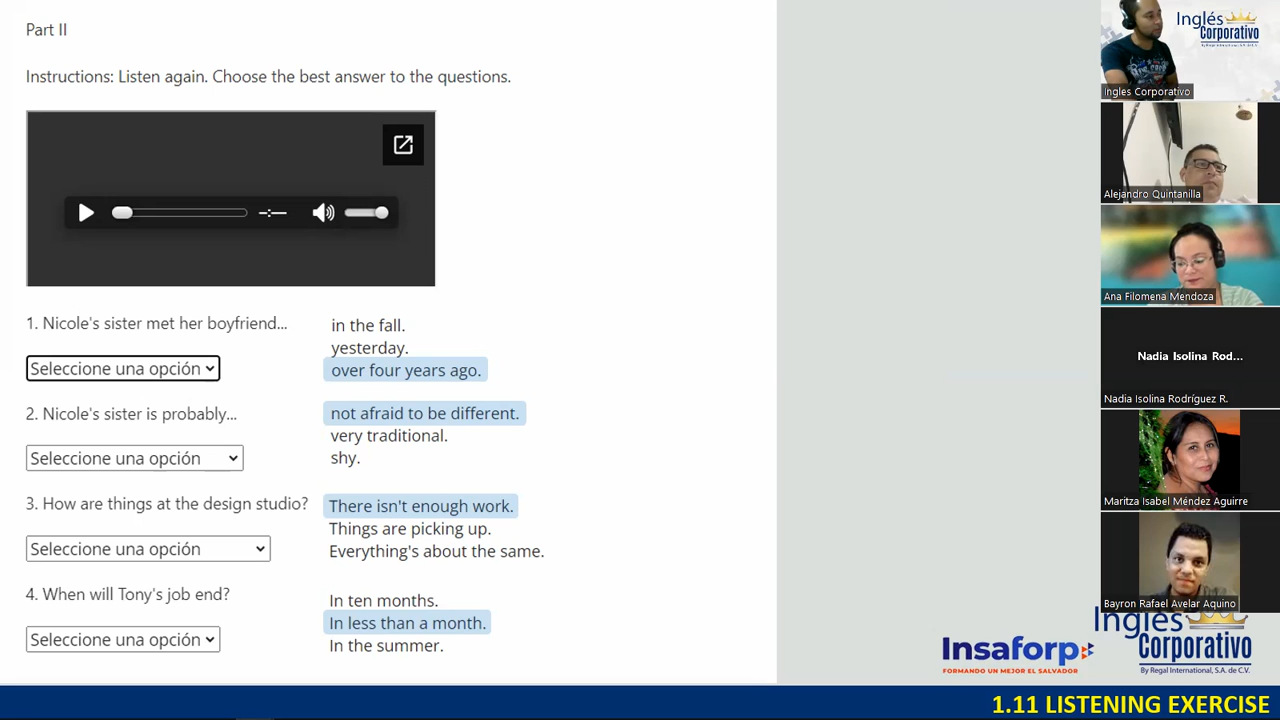 Part II
Instructions: Listen again. Choose the best answer to the questions.
1. Nicole's sister met her boyfriend...
Seleccione una opción
in the fall.
yesterday.
over four years ago.
2. Nicole's sister is probably...
Seleccione una opción
not afraid to be different.
very traditional.
shy.
3. How are things at the design studio?
Seleccione una opción
There isn't enough work.
Things are picking up.
Everything's about the same.
4. When will Tony's job end?
Seleccione una opción
In ten months.
In less than a month.
In the summer.
Inglés
Corporativo
By Regal International, S.A. de C.V.
Ingles Corporativo
Alejandro Quintanilla
Ana Filomena Mendoza
Nadia Isolina Rod...
Nadia Isolina Rodríguez R.
Maritza Isabel Méndez Aguirre
Bayron Rafael Avelar Aquino
Insaforp
FORMANDO UN MEJOR EL SALVADOR
Inglés
Corporativo
By Regal International, S.A. de C.V.
1.11 LISTENING EXERCISE